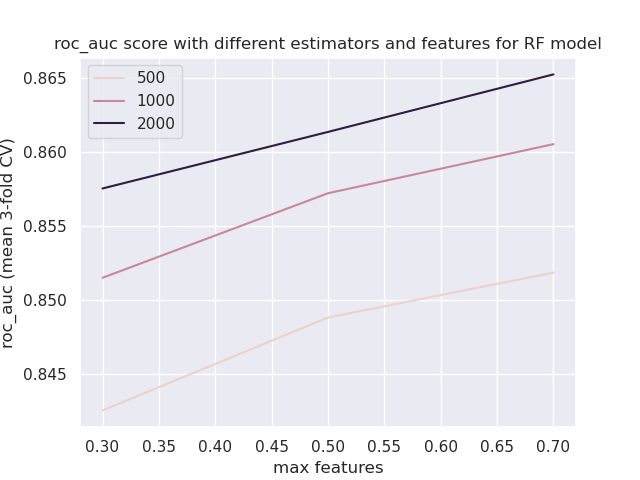 roc_auc score with different estimators and features for RF model
500
1000
2000
0.865
0.860
0.855
0.850
0.845
roc_auc (mean 3-fold CV)
0.30 0.35 0.40 0.45 0.50 0.55 0.60 0.65 0.70
max features